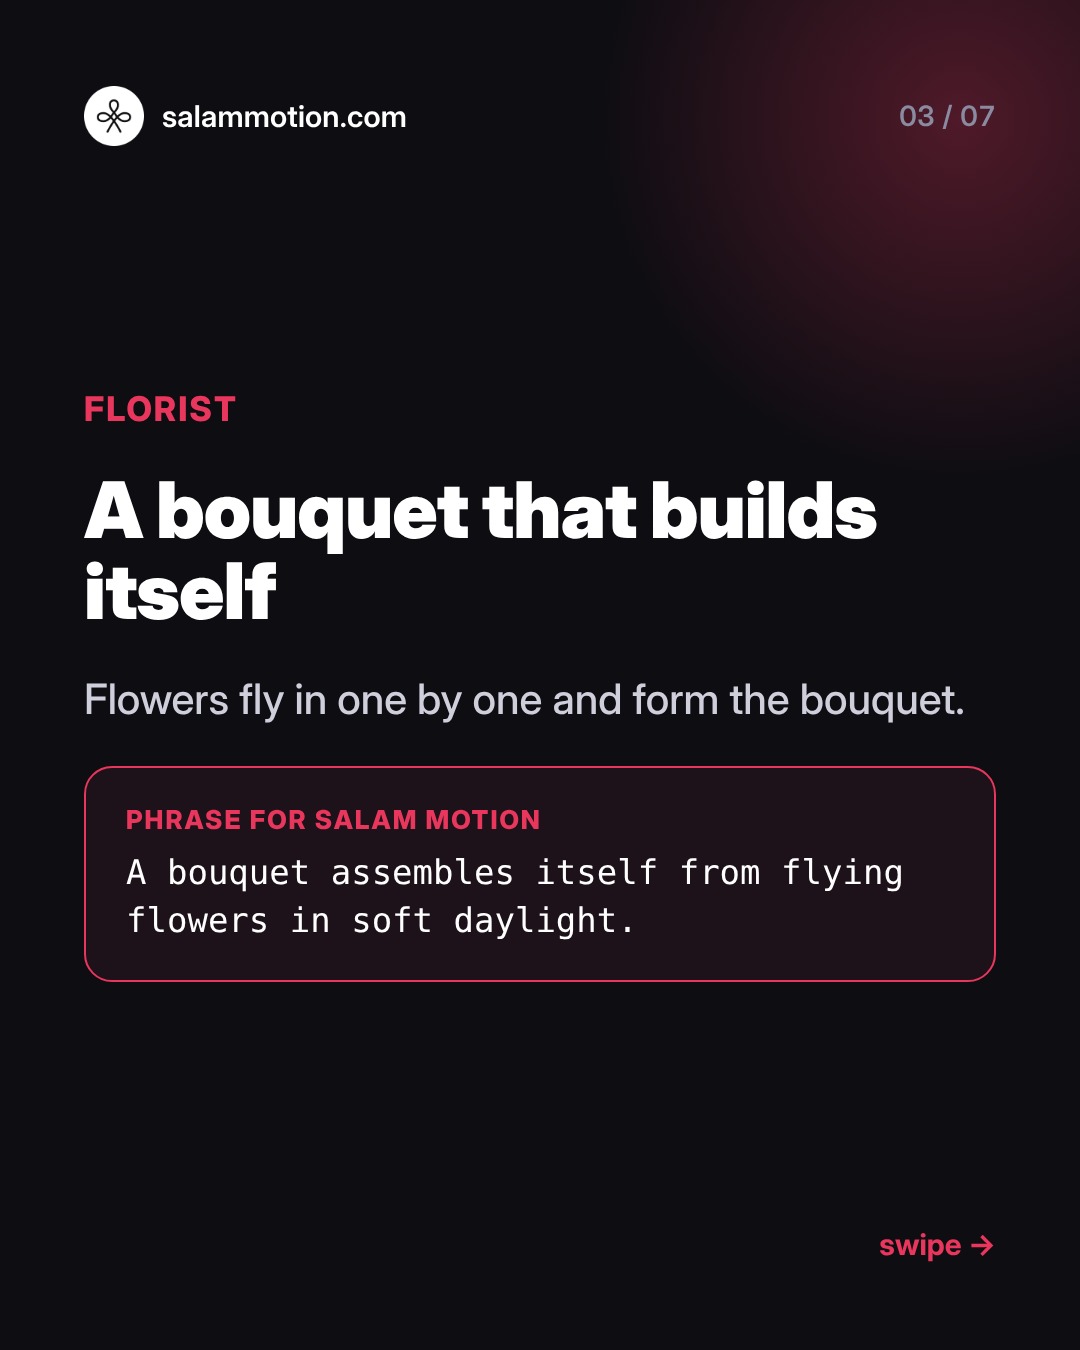 salammotion.com
03 / 07
FLORIST
A bouquet that builds
itself
Flowers fly in one by one and form the bouquet.
PHRASE FOR SALAM MOTION
A bouquet assembles itself from flying
flowers in soft daylight.
swipe →